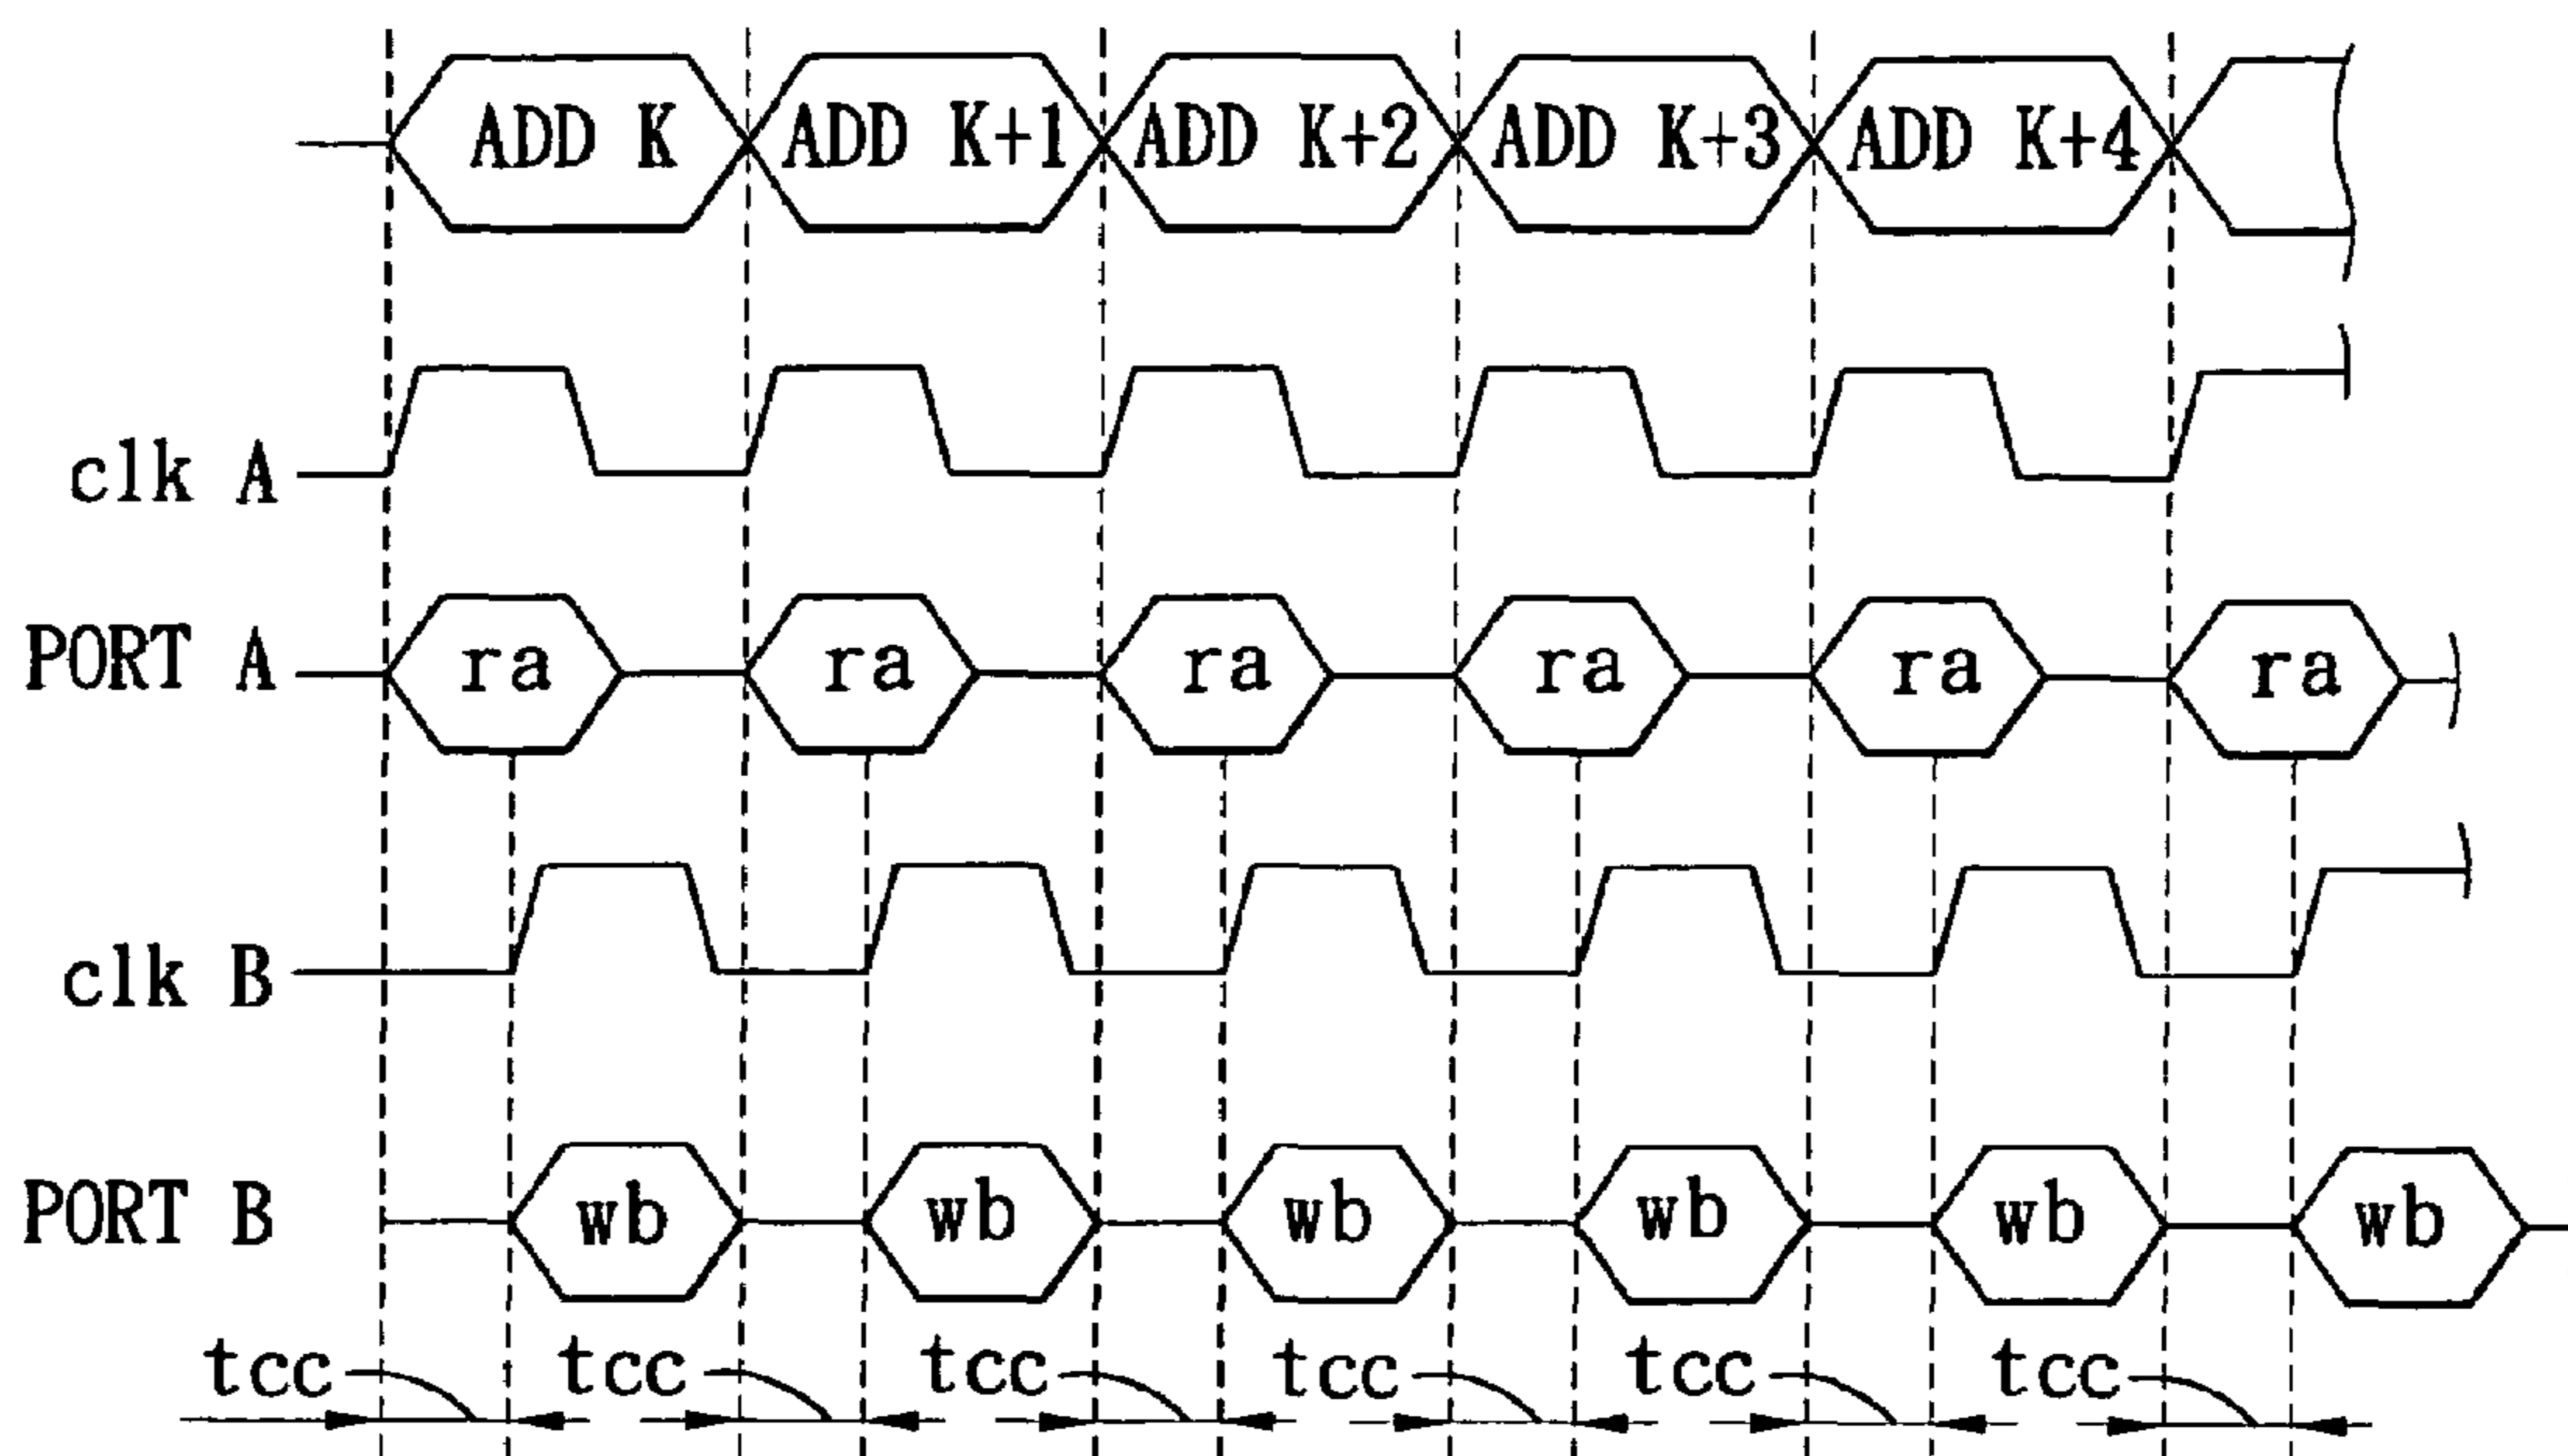 ADD K ADD K+1 ADD K+2 ADD K+3 ADD K+4
clk A
PORT A ra ra ra ra ra ra
clk B
PORT B wb wb wb wb wb wb
tcc tcc tcc tcc tcc tcc